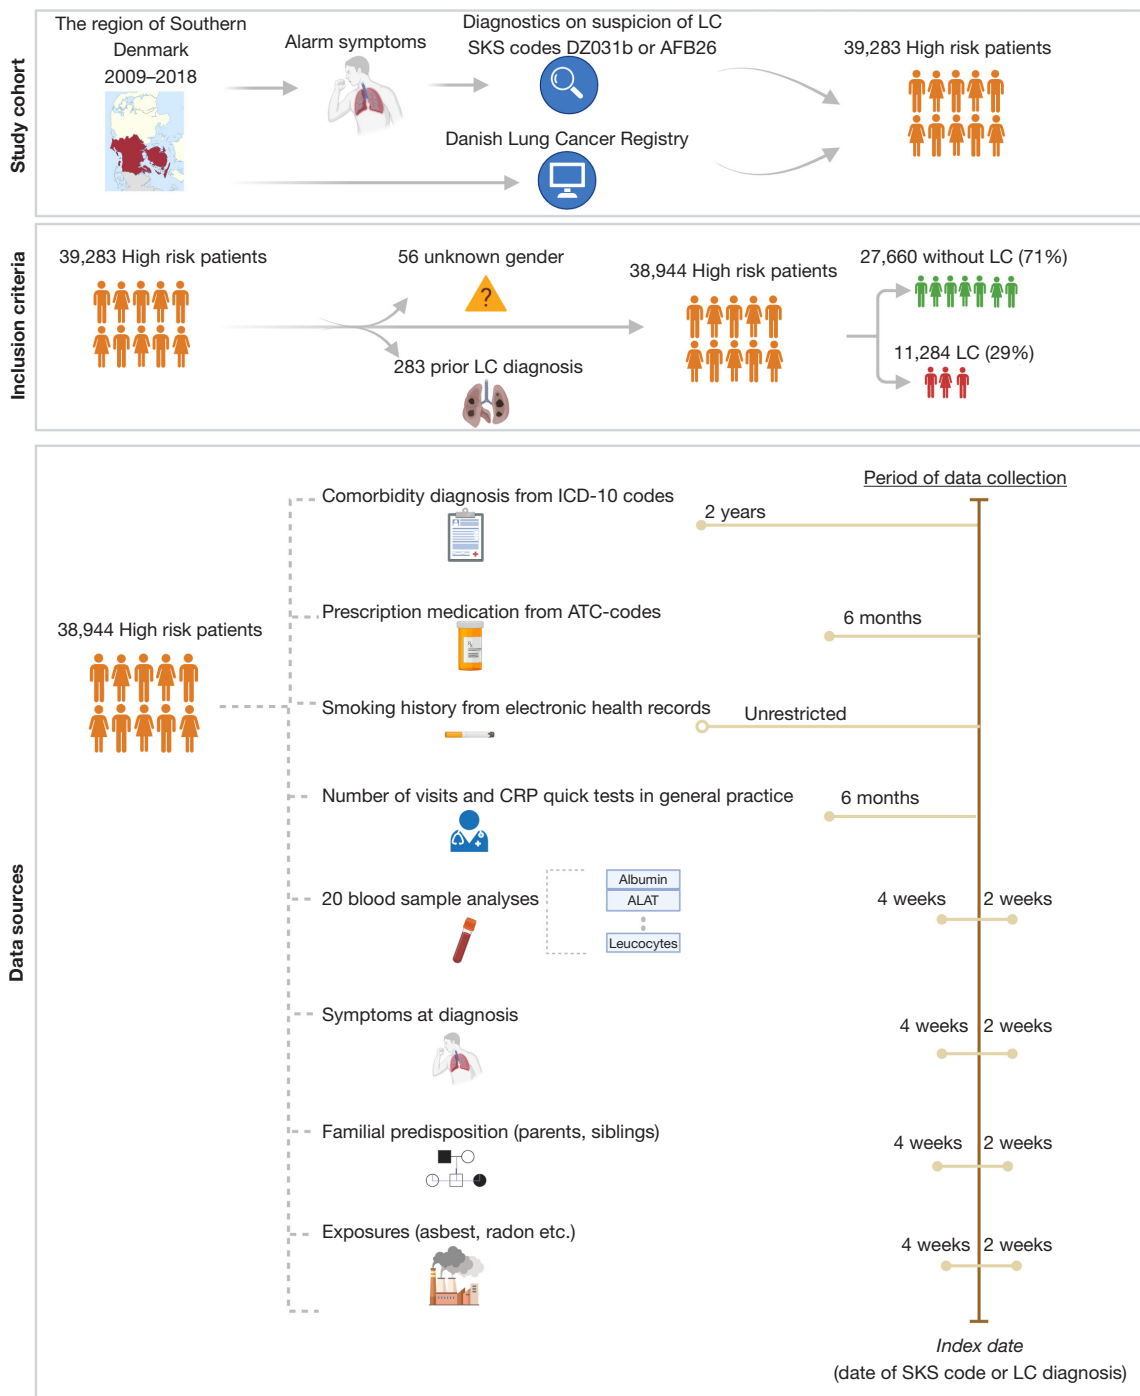 Study cohort
The region of Southern
Denmark
2009–2018
Alarm symptoms
Diagnostics on suspicion of LC
SKS codes DZ031b or AFB26
Danish Lung Cancer Registry
39,283 High risk patients
Inclusion criteria
39,283 High risk patients
56 unknown gender
?
283 prior LC diagnosis
38,944 High risk patients
27,660 without LC (71%)
11,284 LC (29%)
Data sources
38,944 High risk patients
Period of data collection
Comorbidity diagnosis from ICD-10 codes
2 years
Prescription medication from ATC-codes
6 months
Smoking history from electronic health records
Unrestricted
Number of visits and CRP quick tests in general practice
6 months
20 blood sample analyses
Albumin
ALAT
Leucocytes
4 weeks
2 weeks
Symptoms at diagnosis
4 weeks
2 weeks
Familial predisposition (parents, siblings)
4 weeks
2 weeks
Exposures (asbest, radon etc.)
4 weeks
2 weeks
Index date
(date of SKS code or LC diagnosis)